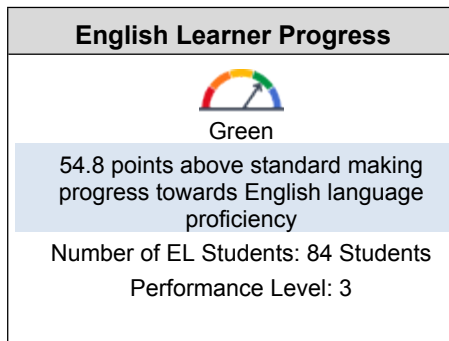 English Learner Progress
Green
54.8 points above standard making
progress towards English language
proficiency
Number of EL Students: 84 Students
Performance Level: 3